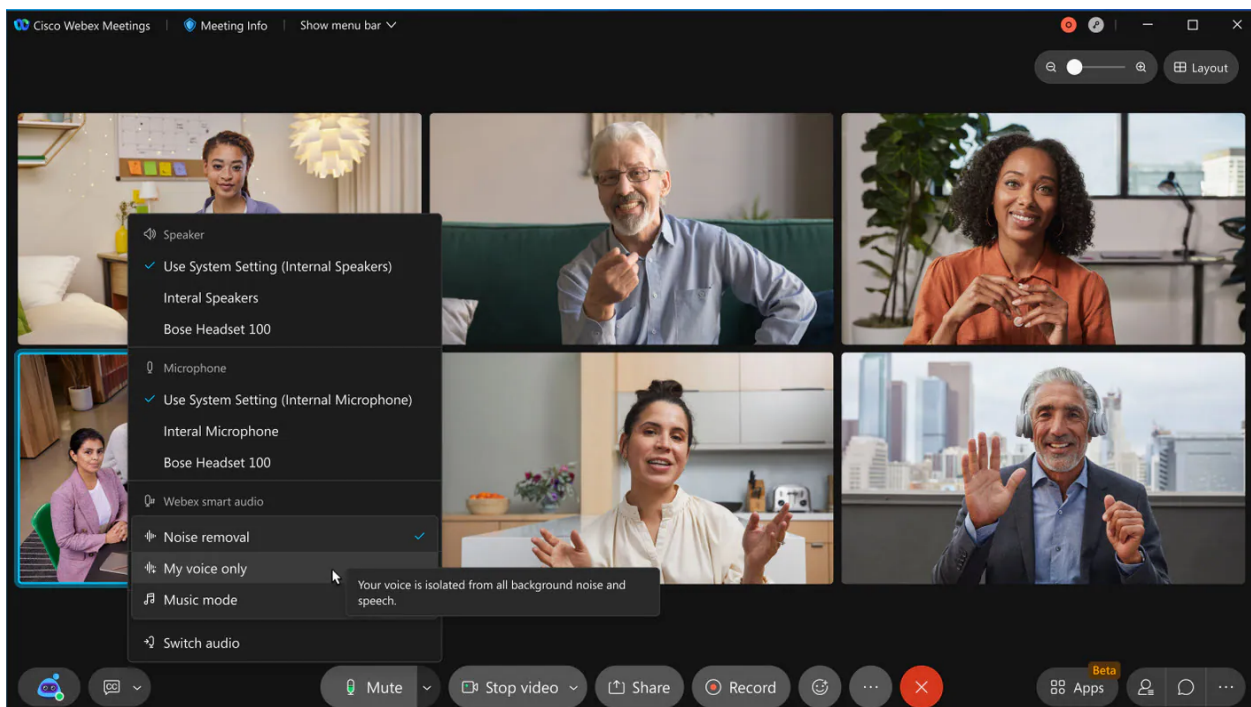 Cisco Webex Meetings
Meeting Info
Show menu bar
Layout
Speaker
Use System Setting (Internal Speakers)
Interal Speakers
Bose Headset 100
Microphone
Use System Setting (Internal Microphone)
Interal Microphone
Bose Headset 100
Webex smart audio
Noise removal
My voice only
Your voice is isolated from all background noise and
speech.
Music mode
Switch audio
CC
Mute
Stop video
Share
Record
Beta
Apps